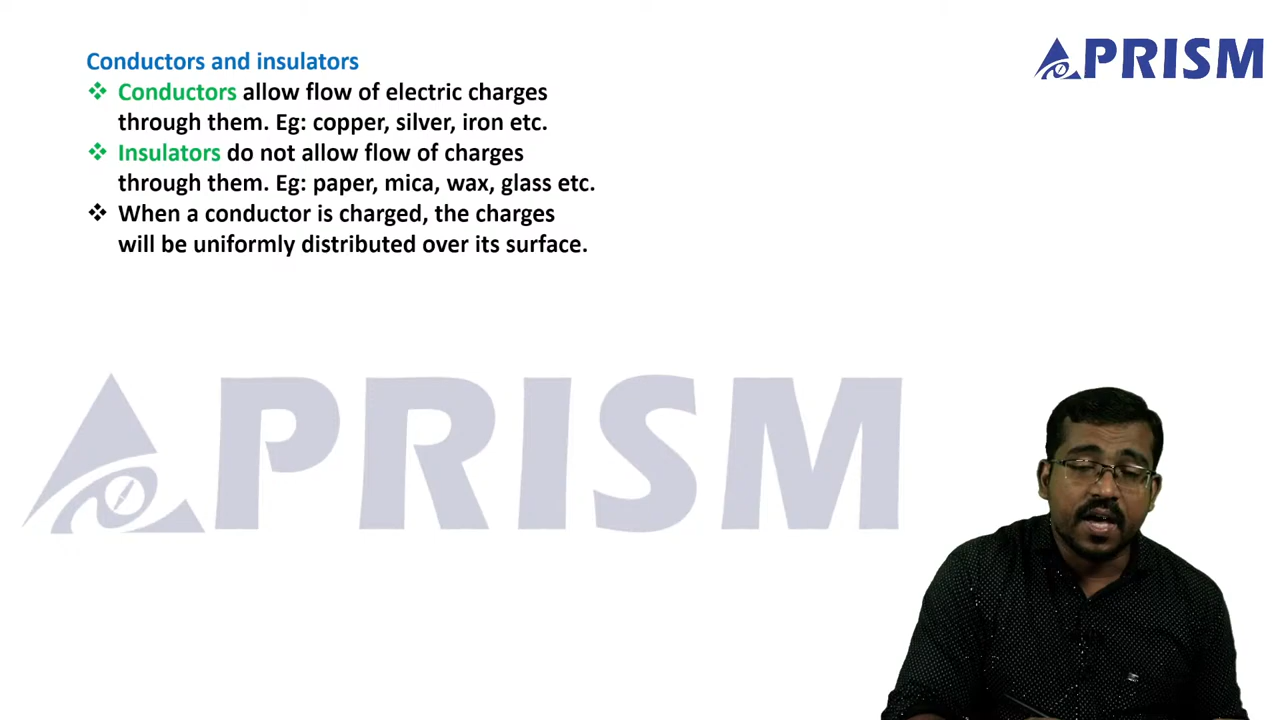 Conductors and insulators
PRISM
❖ Conductors allow flow of electric charges
through them. Eg: copper, silver, iron etc.
❖ Insulators do not allow flow of charges
through them. Eg: paper, mica, wax, glass etc.
❖ When a conductor is charged, the charges
will be uniformly distributed over its surface.
PRISM